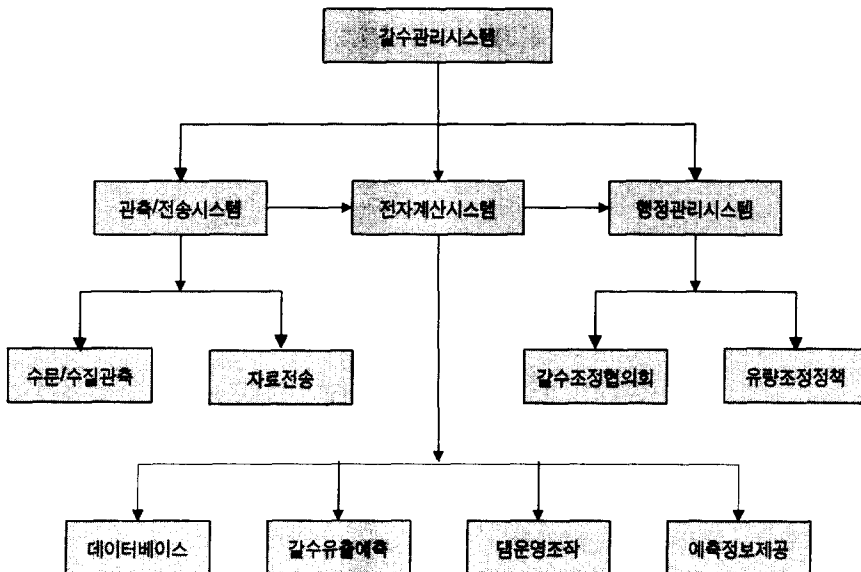 갈수관리시스템
관측/전송시스템
전자계산시스템
행정관리시스템
수문/수질관측
자료전송
갈수조정협의회
유량조정정책
데이터베이스
갈수유출예측
댐운영조작
예측정보제공